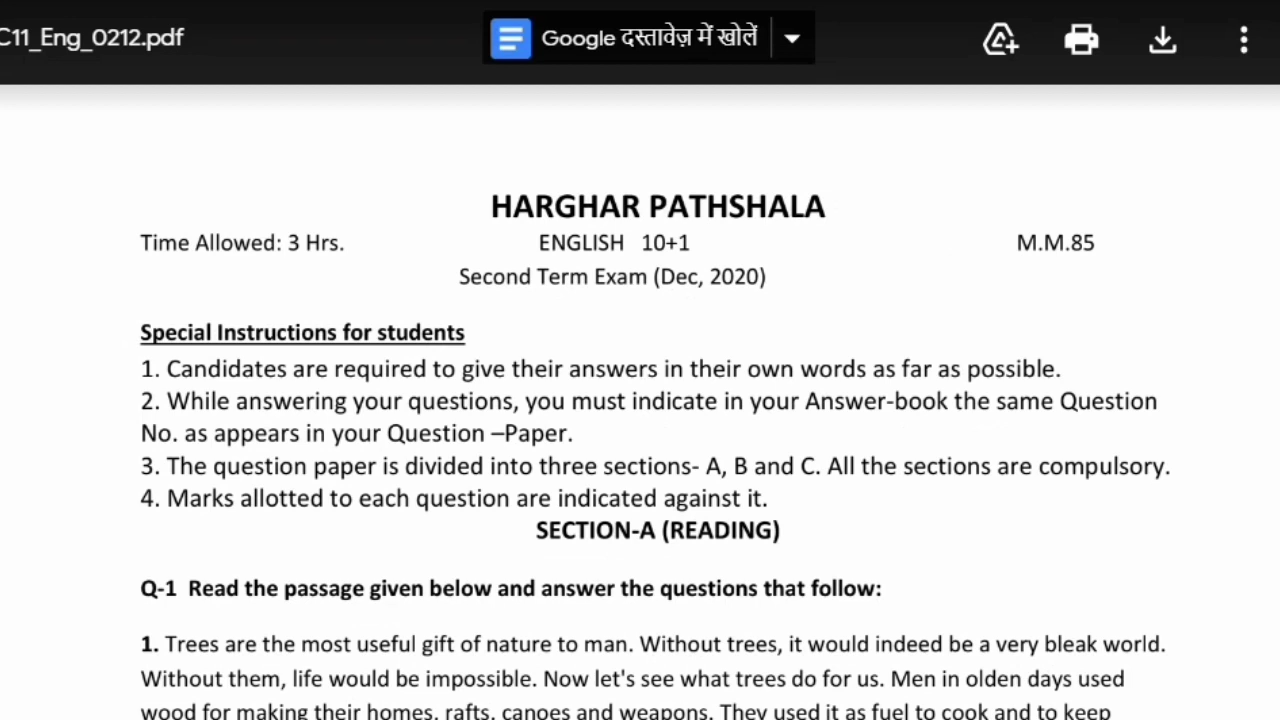 C11_Eng_0212.pdf
Google दस्तावेज़ में खोलें
HARGHAR PATHSHALA
Time Allowed: 3 Hrs. ENGLISH 10+1 M.M.85
Second Term Exam (Dec, 2020)
Special Instructions for students
1. Candidates are required to give their answers in their own words as far as possible.
2. While answering your questions, you must indicate in your Answer-book the same Question
No. as appears in your Question –Paper.
3. The question paper is divided into three sections- A, B and C. All the sections are compulsory.
4. Marks allotted to each question are indicated against it.
SECTION-A (READING)
Q-1 Read the passage given below and answer the questions that follow:
1. Trees are the most useful gift of nature to man. Without trees, it would indeed be a very bleak world.
Without them, life would be impossible. Now let's see what trees do for us. Men in olden days used
wood for making their homes, rafts, canoes and weapons. They used it as fuel to cook and to keep